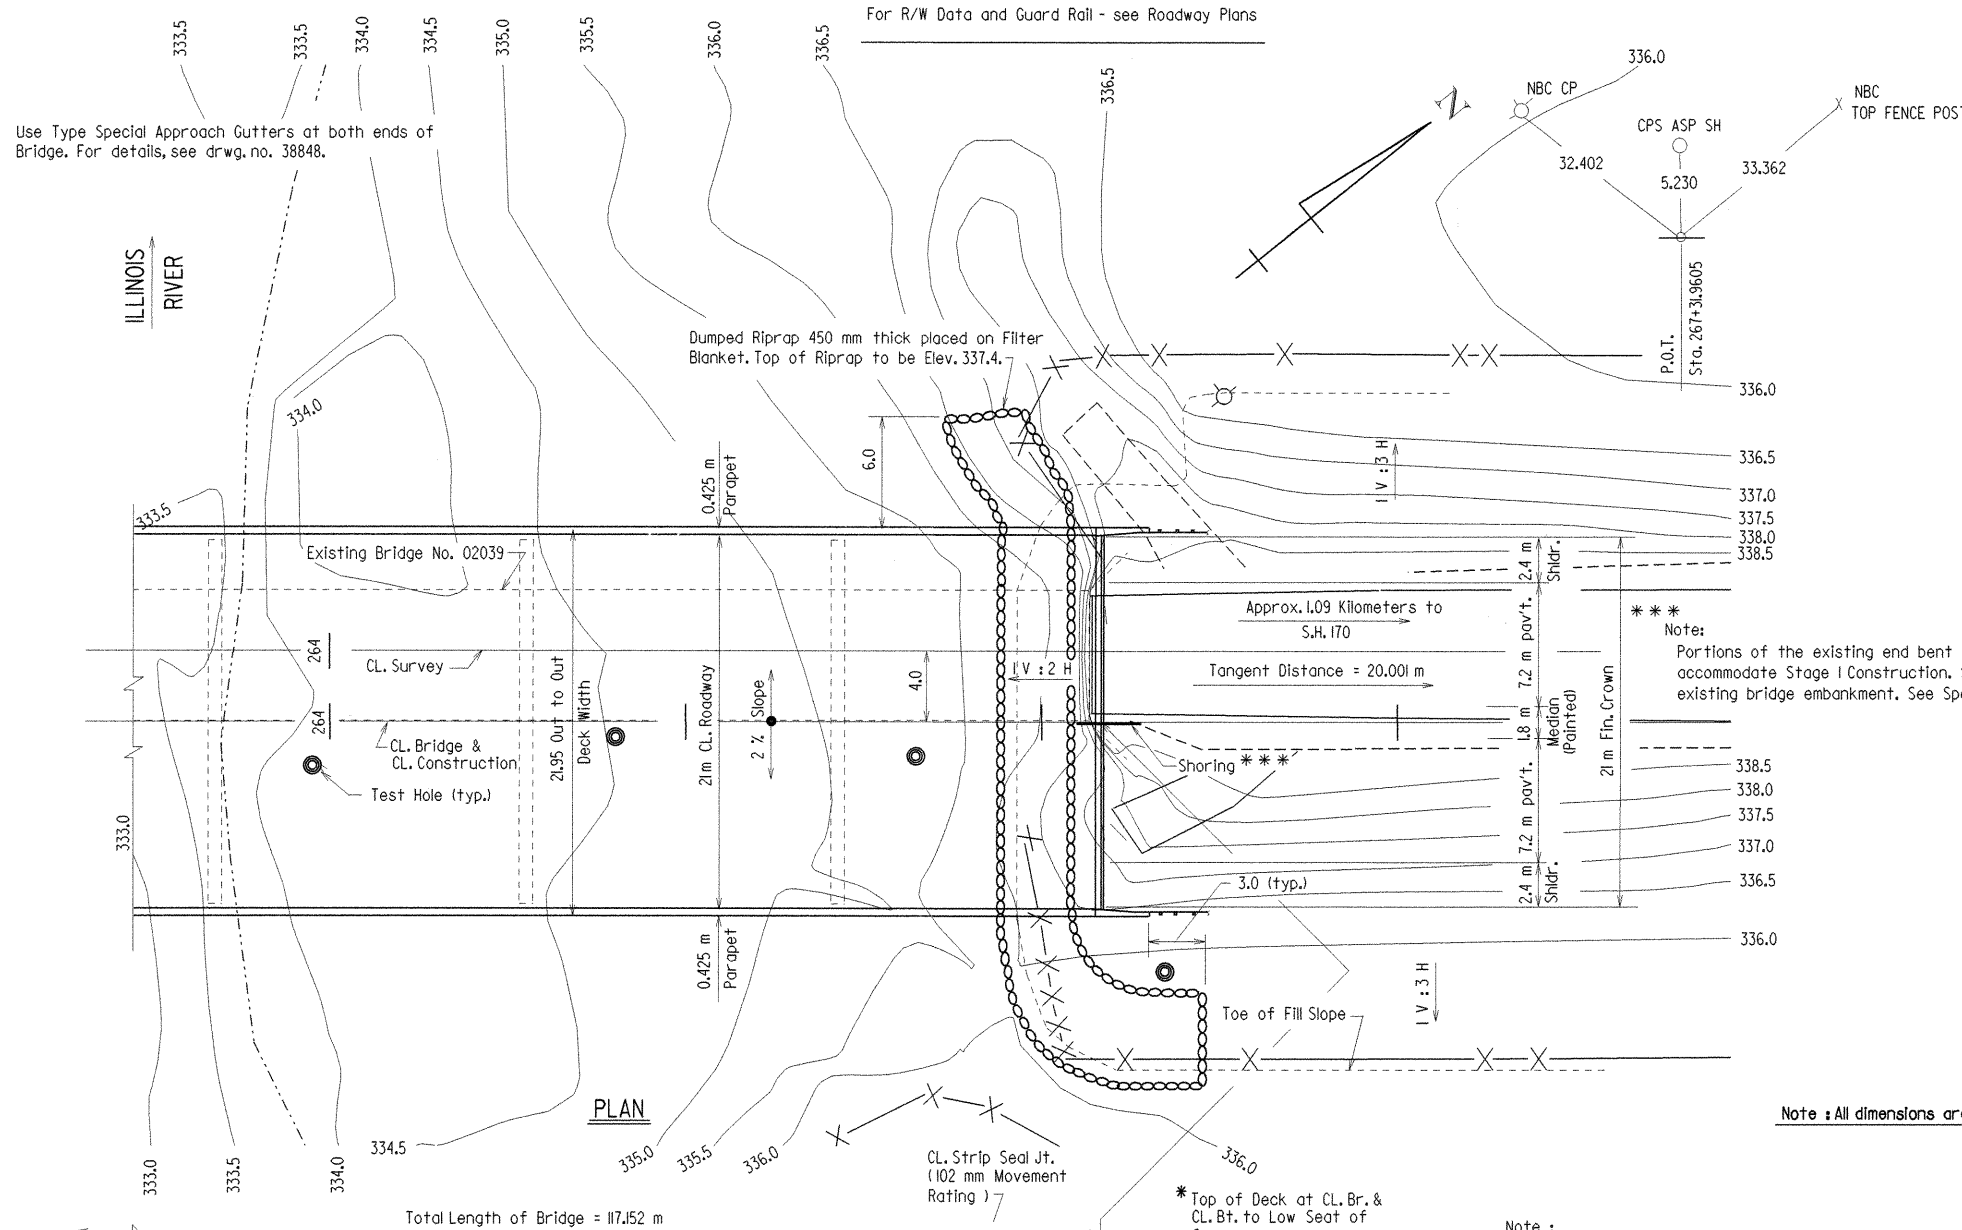 For R/W Data and Guard Rail - see Roadway Plans
333.5
333.5
334.0
334.5
335.0
335.5
336.0
336.5
336.5
336.0
N
NBC CP
NBC
TOP FENCE POST
CPS ASP SH
32.402
5.230
33.362
P.O.T.
Sta. 267+31.9605
Use Type Special Approach Gutters at both ends of
Bridge. For details, see drwg. no. 38848.
ILLINOIS
RIVER
Dumped Riprap 450 mm thick placed on Filter
Blanket. Top of Riprap to be Elev. 337.4.
334.0
336.0
336.5
337.0
337.5
338.0
338.5
6.0
1 V : 3 H
0.425 m
Parapet
333.5
Existing Bridge No. 02039
2.4 m
Shldr.
Approx. 1.09 Kilometers to
S.H. 170
* * *
Note:
Portions of the existing end bent
accommodate Stage 1 Construction.
existing bridge embankment. See
264
CL. Survey
4.0
1 V : 2 H
Tangent Distance = 20.001 m
7.2 m pav't.
264
CL. Bridge &
CL. Construction
21.95 Out to Out
Deck Width
21 m CL. Roadway
2 % Slope
1.8 m
Median
(Painted)
21 m Fin. Crown
Test Hole (typ.)
Shoring * * *
338.5
338.0
337.5
337.0
336.5
7.2 m pav't.
333.0
3.0 (typ.)
2.4 m
Shldr.
336.0
0.425 m
Parapet
Toe of Fill Slope
1 V : 3 H
PLAN
Note : All dimensions
333.0
333.5
334.0
334.5
335.0
335.5
336.0
336.0
CL. Strip Seal Jt.
(102 mm Movement
Rating )
* Top of Deck at CL. Br. &
CL. Bt. to Low Seat of
Total Length of Bridge = 117.152 m
Note :